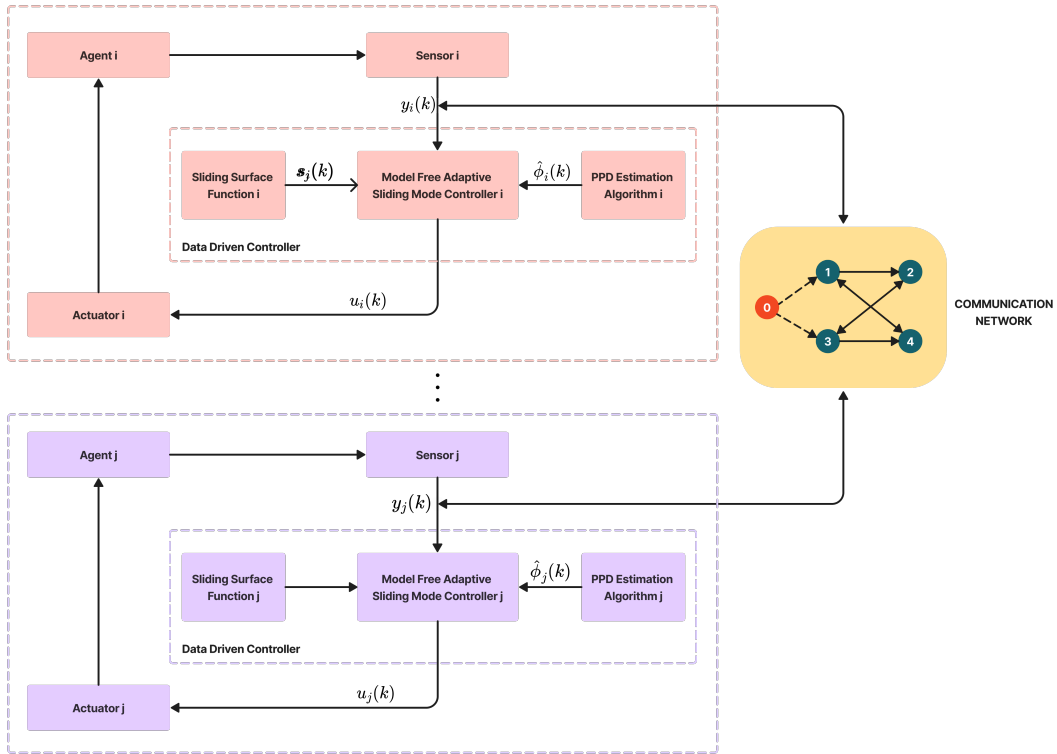 Agent i
Sensor i
y_i(k)
Sliding Surface
Function i
s_j(k)
Model Free Adaptive
Sliding Mode Controller i
\hat{ϕ}_i(k)
PPD Estimation
Algorithm i
Data Driven Controller
Actuator i
u_i(k)
0
1
2
3
4
COMMUNICATION
NETWORK
Agent j
Sensor j
y_j(k)
Sliding Surface
Function j
Model Free Adaptive
Sliding Mode Controller j
\hat{ϕ}_j(k)
PPD Estimation
Algorithm j
Data Driven Controller
Actuator j
u_j(k)